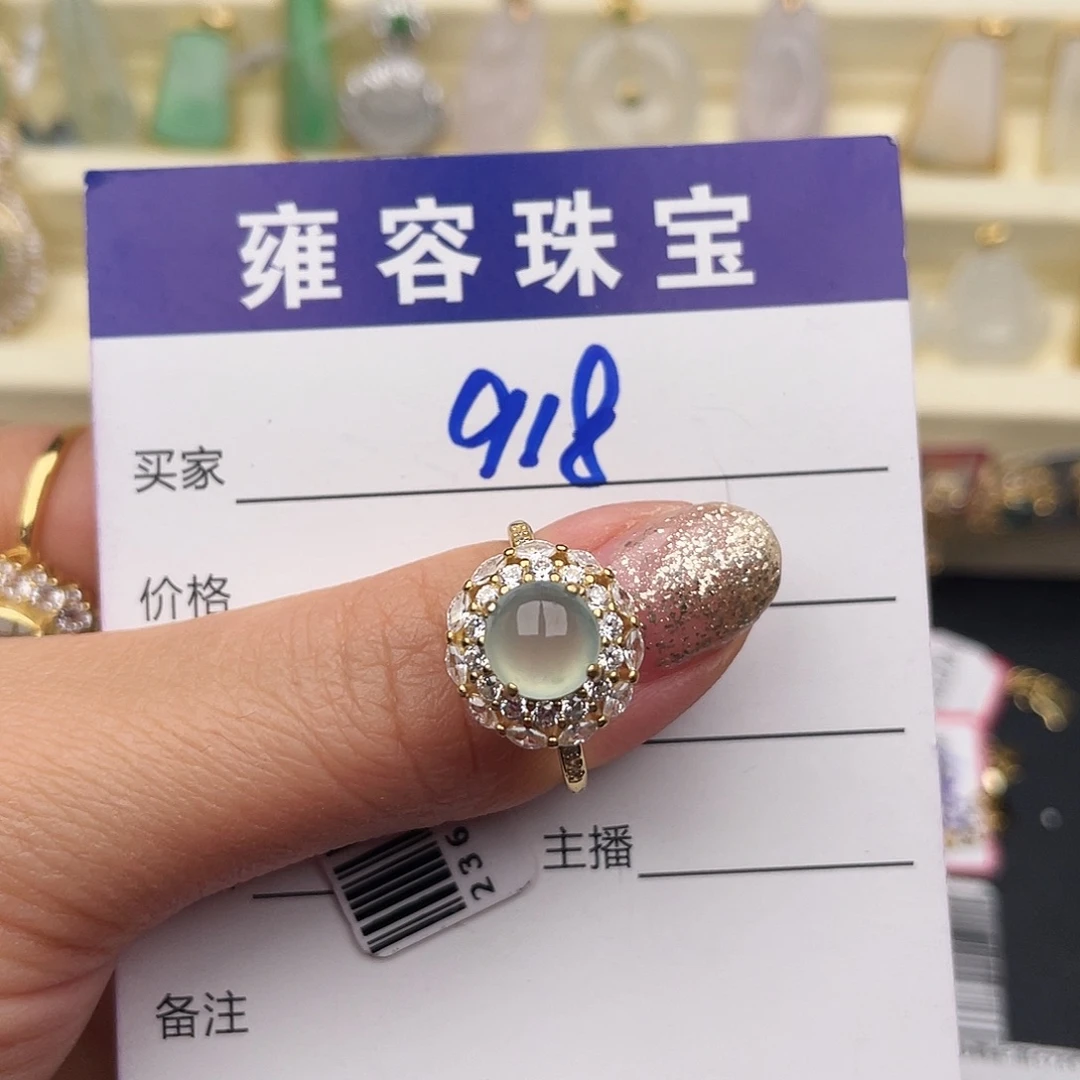 雍容珠宝
买家 918
价格
主播
236
备注